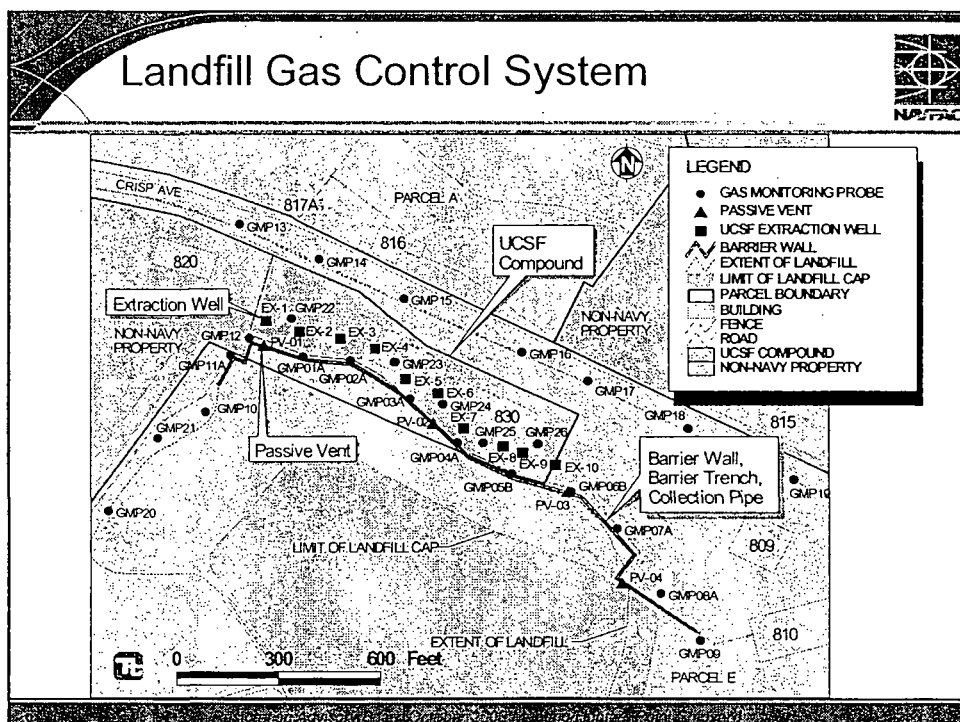 Landfill Gas Control System
NAVFAC
CRISP AVE
817A
PARCEL A
816
820
GMP13
GMP14
GMP15
GMP16
GMP17
GMP18
815
GMP19
UCSF
Compound
Extraction Well
NON-NAVY
PROPERTY
NON-NAVY
PROPERTY
EX-1
GMP22
EX-2
EX-3
EX-4
GMP23
EX-5
EX-6
GMP24
EX-7
830
GMP25
GMP26
EX-8
EX-9
EX-10
GMP12
PV-01
GMP01A
GMP02A
GMP11A
GMP03A
GMP10
PV-02
GMP21
Passive Vent
GMP04A
GMP05B
GMP06B
PV-03
GMP20
Barrier Wall,
Barrier Trench,
Collection Pipe
GMP07A
809
LIMIT OF LANDFILL CAP
PV-04
GMP08A
EXTENT OF LANDFILL
810
GMP09
PARCEL E
0 300 600 Feet
N
LEGEND
GAS MONITORING PROBE
PASSIVE VENT
UCSF EXTRACTION WELL
BARRIER WALL
EXTENT OF LANDFILL
LIMIT OF LANDFILL CAP
PARCEL BOUNDARY
BUILDING
FENCE
ROAD
UCSF COMPOUND
NON-NAVY PROPERTY